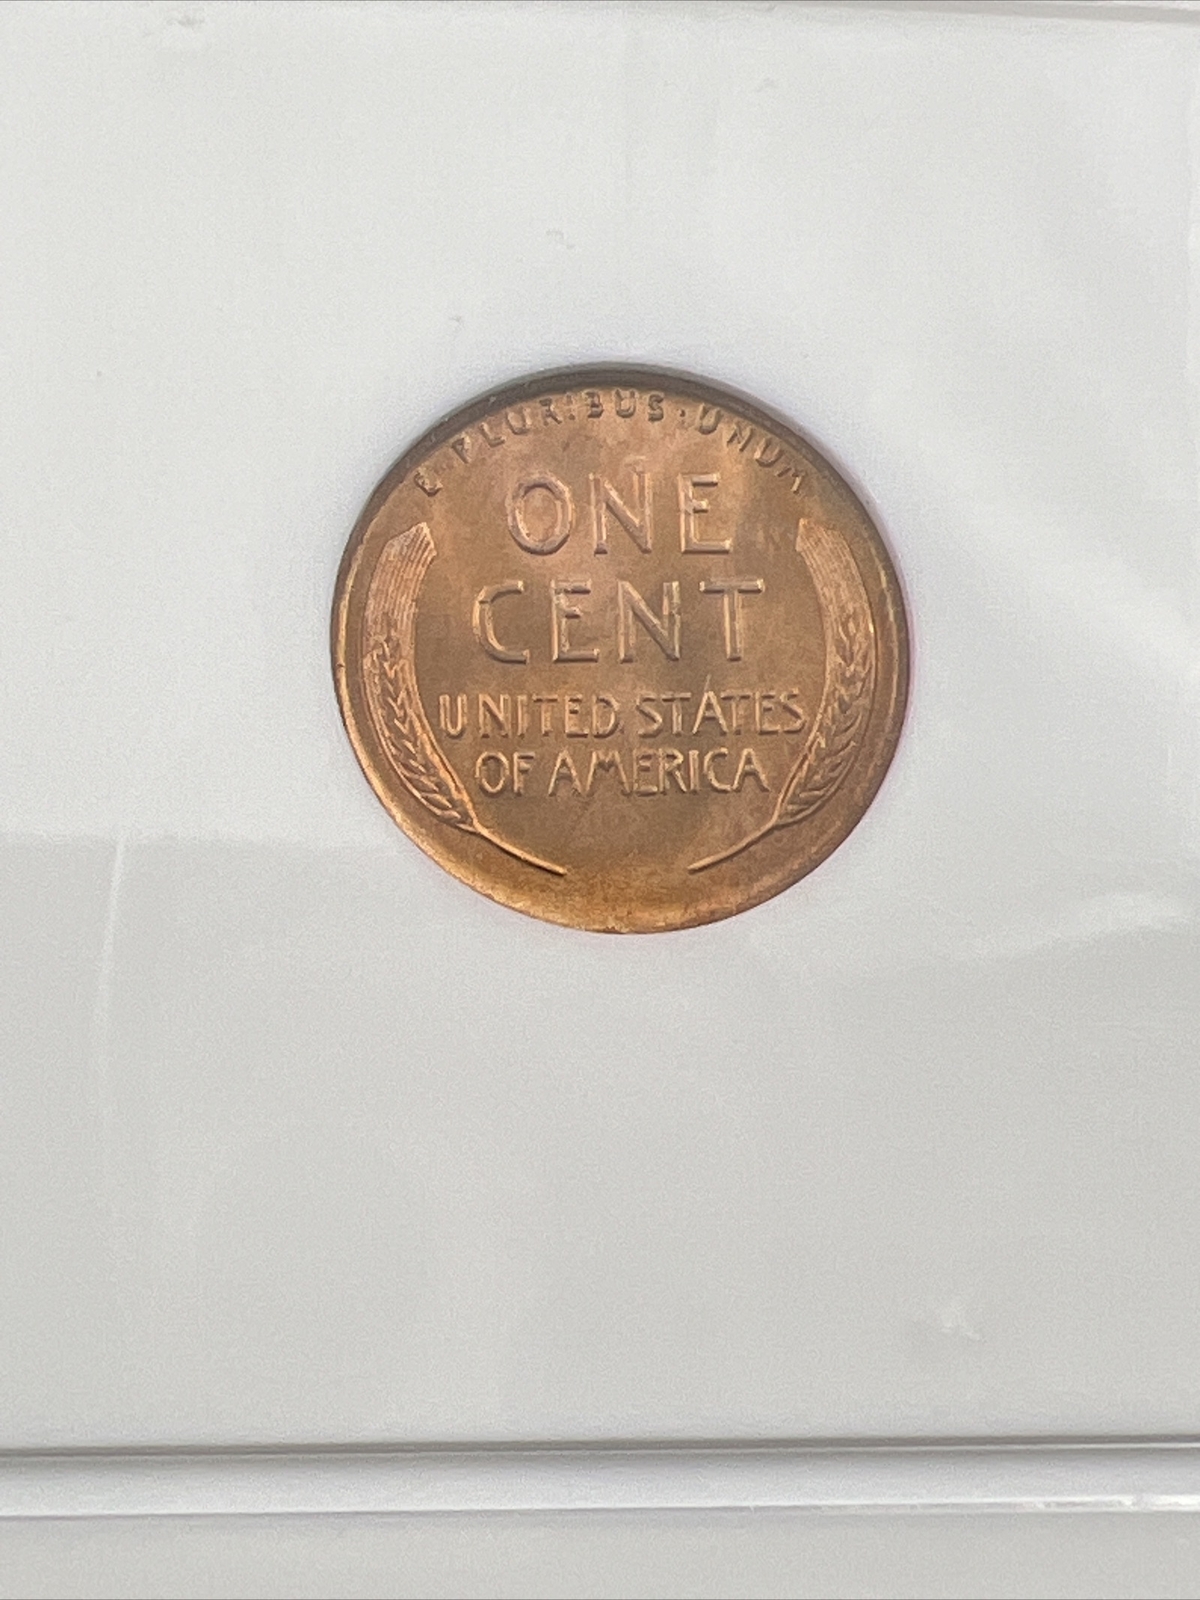 E · PLURIBUS · UNUM
ONE
CENT
UNITED STATES
OF AMERICA